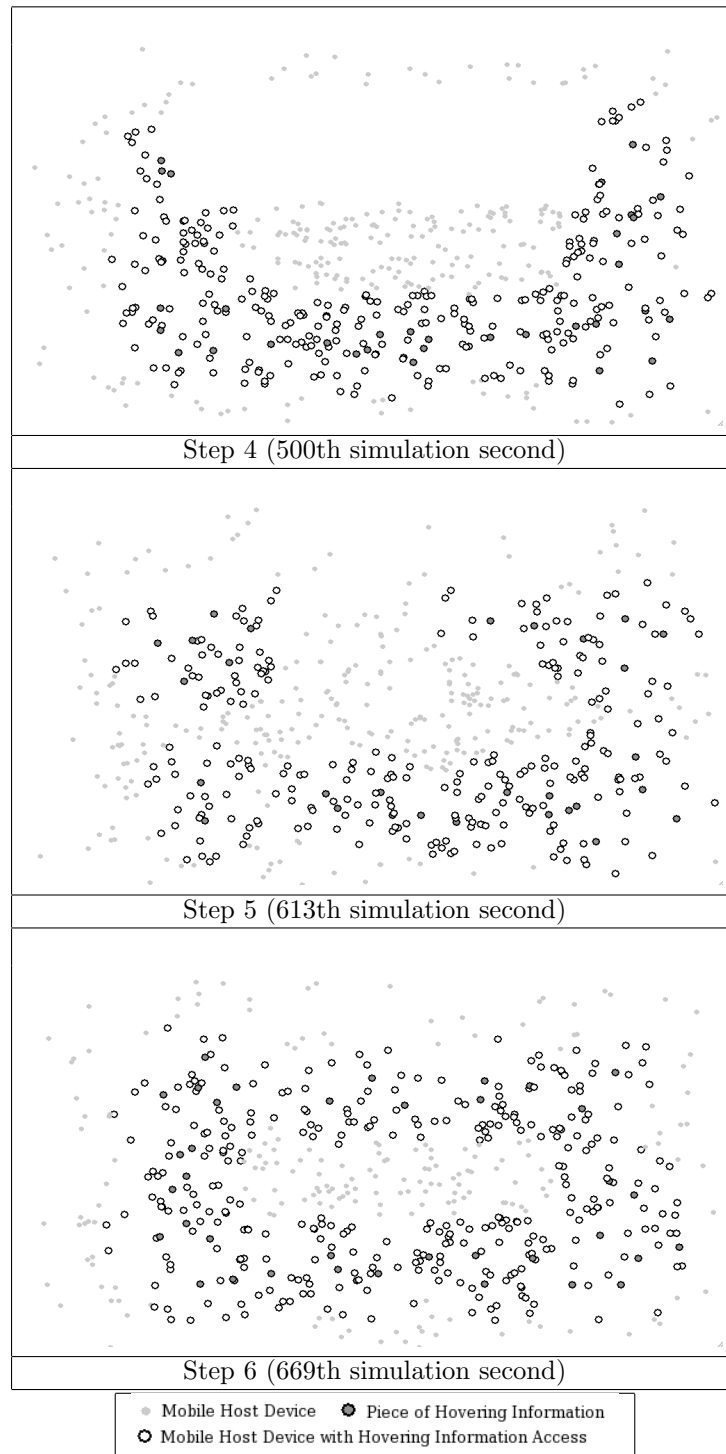 Step 4 (500th simulation second)
Step 5 (613th simulation second)
Step 6 (669th simulation second)
Mobile Host Device Piece of Hovering Information
Mobile Host Device with Hovering Information Access